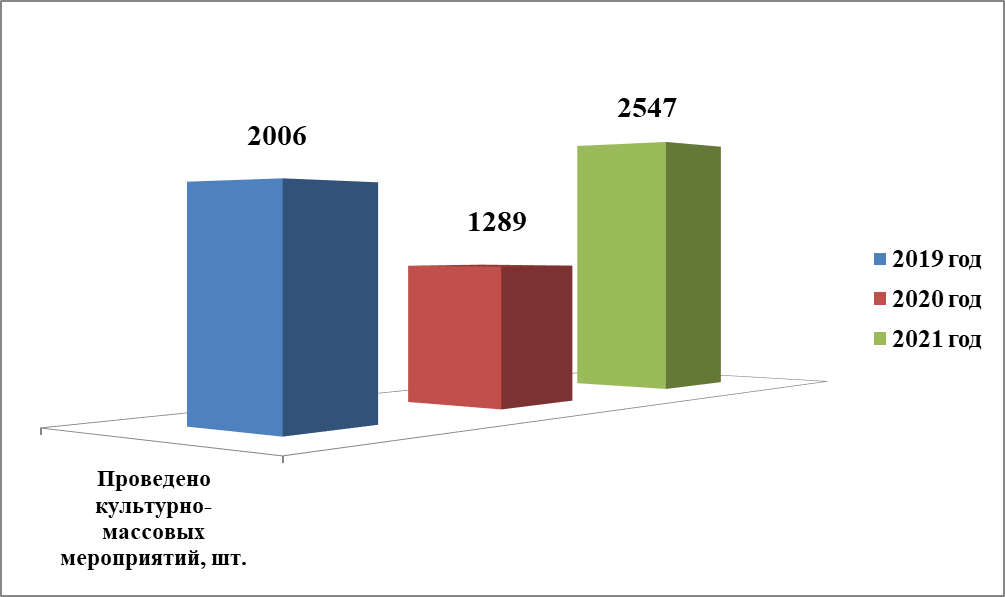 2006
1289
2547
2019 год
2020 год
2021 год
Проведено
культурно-
массовых
мероприятий, шт.